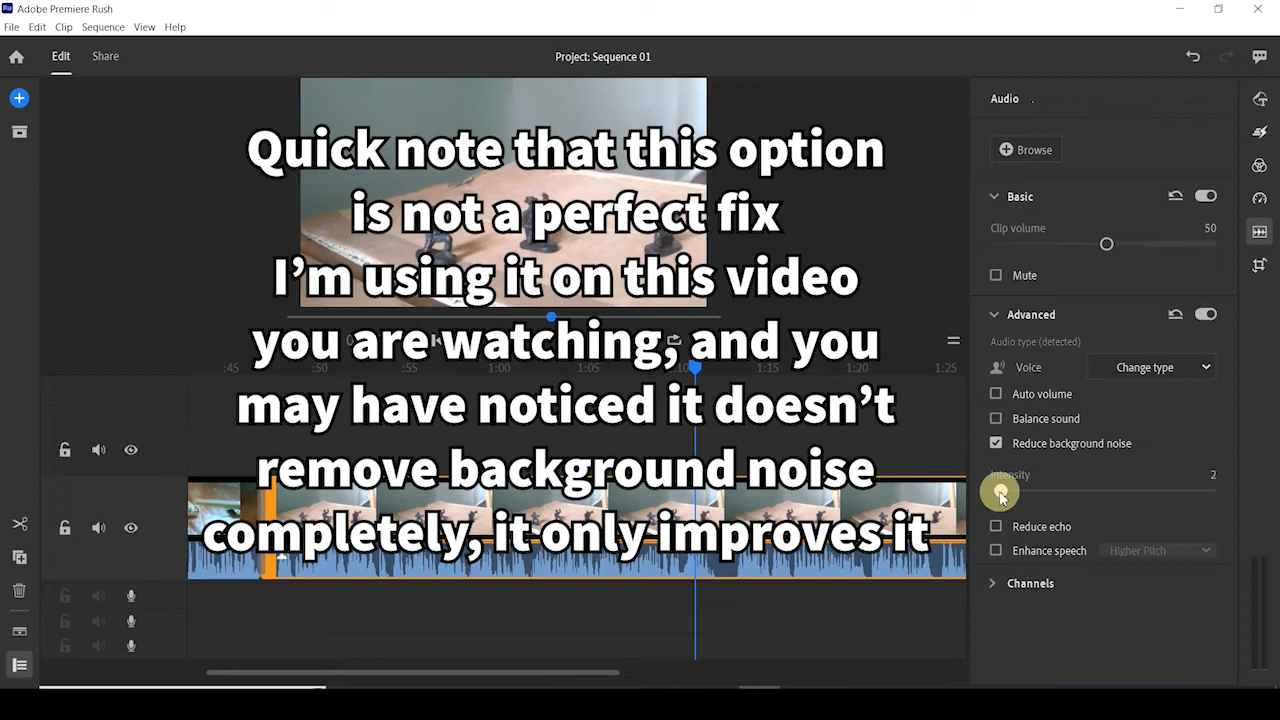 Ru Adobe Premiere Rush
File Edit Clip Sequence View Help
Edit Share Project: Sequence 01
Audio
Browse
Basic
Clip volume 50
Mute
Advanced
Audio type (detected)
Voice Change type
Auto volume
Balance sound
Reduce background noise
Intensity 2
Reduce echo
Enhance speech Higher Pitch
Channels
Quick note that this option
is not a perfect fix
I’m using it on this video
you are watching, and you
may have noticed it doesn’t
remove background noise
completely, it only improves it
:45 :50 :55 1:00 1:05 1:10 1:15 1:20 1:25